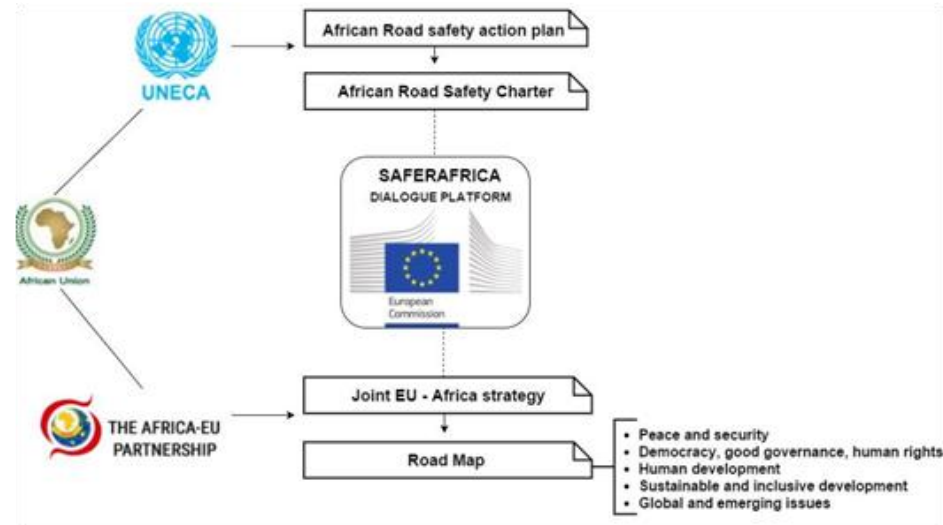 African Road safety action plan
UNECA
African Road Safety Charter
SAFERAFRICA
DIALOGUE PLATFORM
African Union
European
Commission
Joint EU - Africa strategy
THE AFRICA-EU
PARTNERSHIP
Road Map
• Peace and security
• Democracy, good governance, human rights
• Human development
• Sustainable and inclusive development
• Global and emerging issues